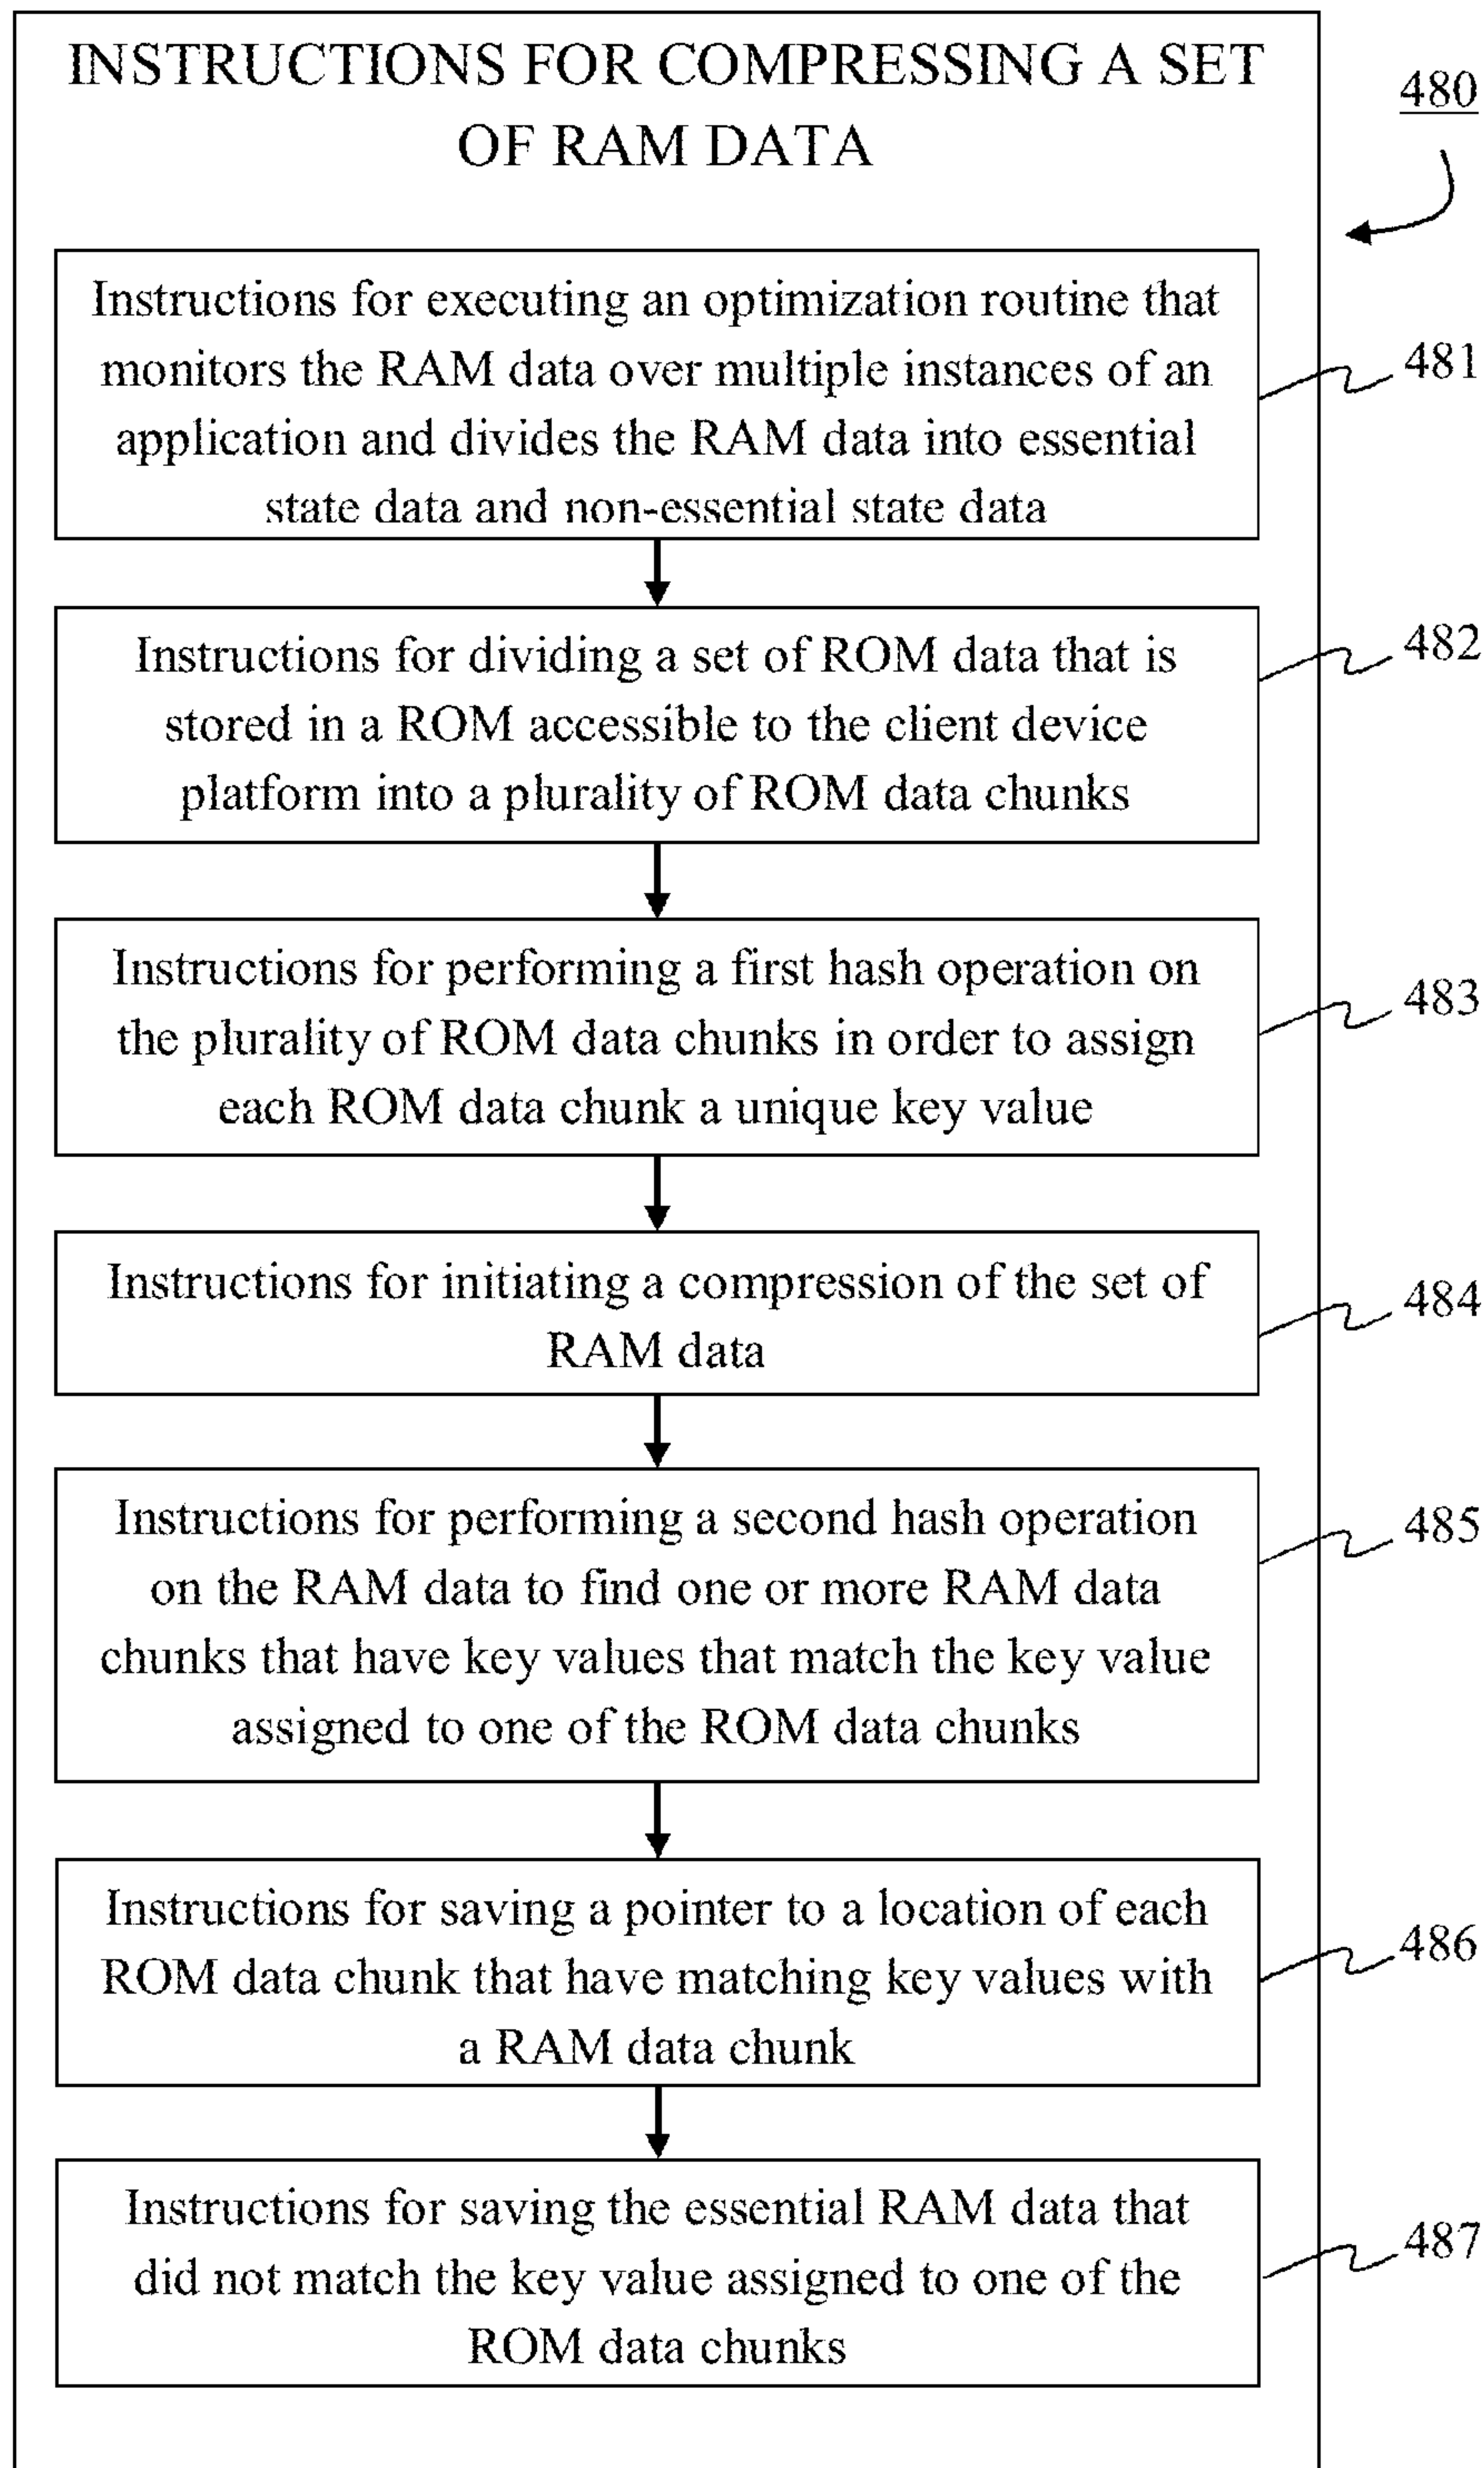 INSTRUCTIONS FOR COMPRESSING A SET
OF RAM DATA
480
Instructions for executing an optimization routine that
monitors the RAM data over multiple instances of an
application and divides the RAM data into essential
state data and non-essential state data
481
Instructions for dividing a set of ROM data that is
stored in a ROM accessible to the client device
platform into a plurality of ROM data chunks
482
Instructions for performing a first hash operation on
the plurality of ROM data chunks in order to assign
each ROM data chunk a unique key value
483
Instructions for initiating a compression of the set of
RAM data
484
Instructions for performing a second hash operation
on the RAM data to find one or more RAM data
chunks that have key values that match the key value
assigned to one of the ROM data chunks
485
Instructions for saving a pointer to a location of each
ROM data chunk that have matching key values with
a RAM data chunk
486
Instructions for saving the essential RAM data that
did not match the key value assigned to one of the
ROM data chunks
487